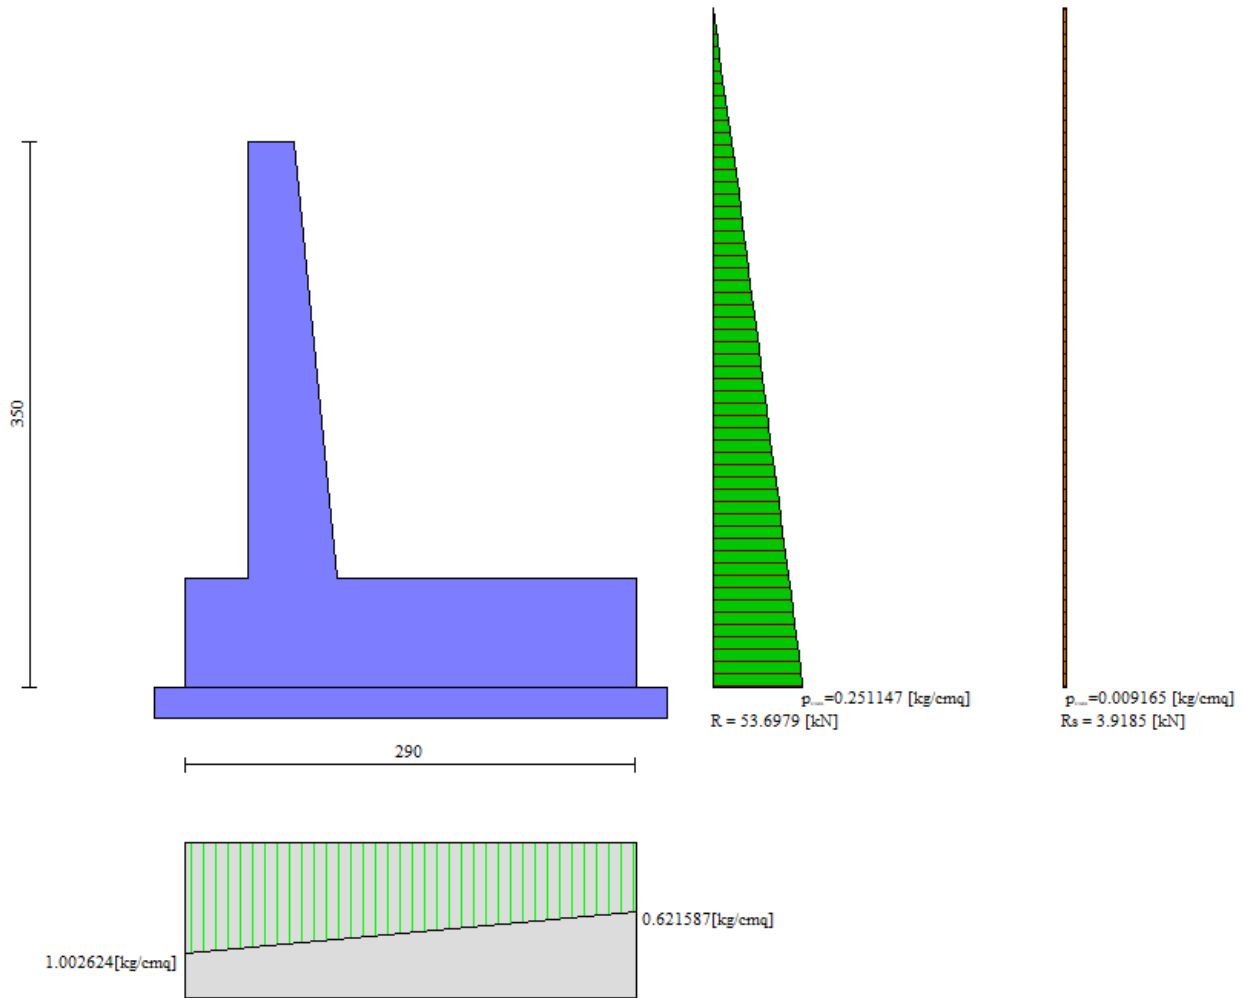 350
p    =0.251147 [kg/cmq]
R = 53.6979 [kN]
p    =0.009165 [kg/cmq]
Rs = 3.9185 [kN]
290
0.621587[kg/cmq]
1.002624[kg/cmq]